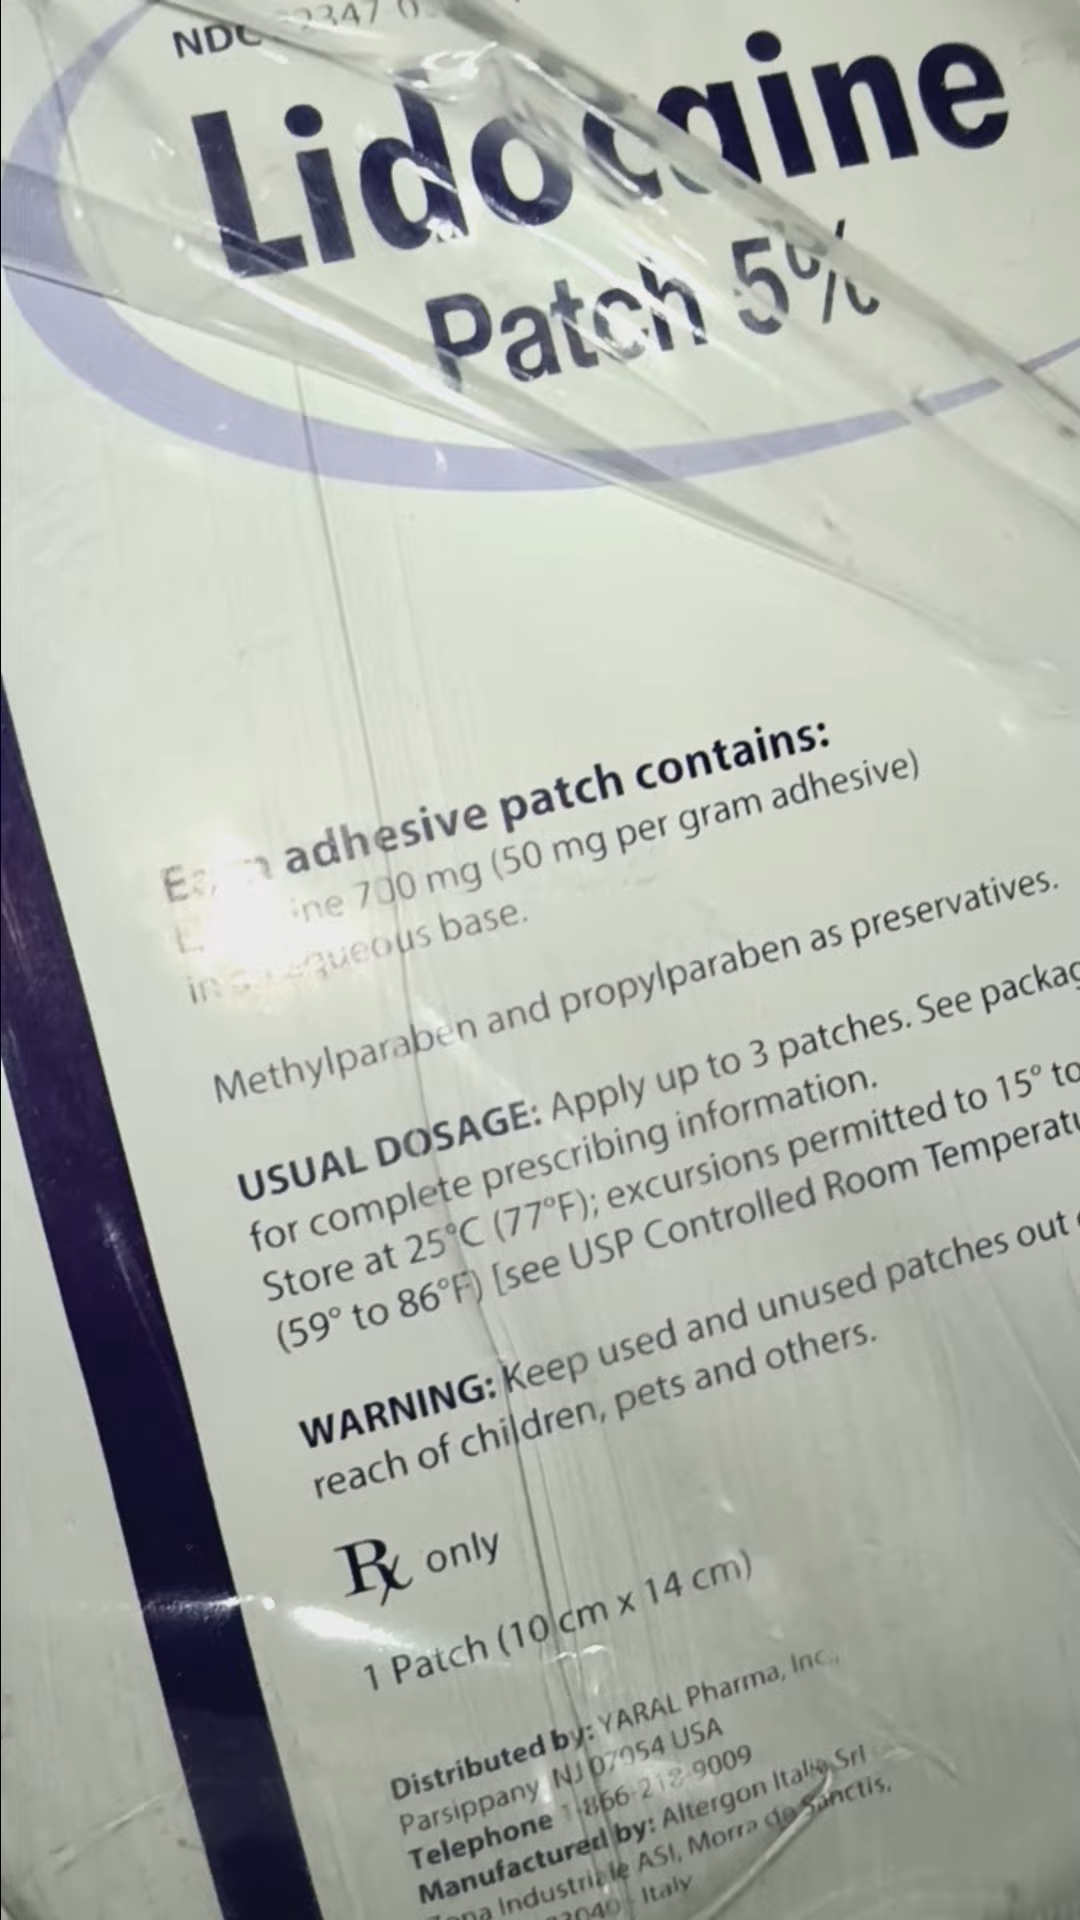 NDC
Lidocaine
Patch 5%
Each adhesive patch contains:
Lidocaine 700 mg (50 mg per gram adhesive)
in an aqueous base.
Methylparaben and propylparaben as preservatives.
USUAL DOSAGE: Apply up to 3 patches. See packag
for complete prescribing information.
Store at 25°C (77°F); excursions permitted to 15° to
(59° to 86°F) [see USP Controlled Room Temperatu
WARNING: Keep used and unused patches out
reach of children, pets and others.
Rx only
1 Patch (10 cm x 14 cm)
Distributed by: YARAL Pharma, Inc.,
Parsippany, NJ 07054 USA
Telephone 1-866-218-9009
Manufactured by: Altergon Italia Srl
Zona Industriale ASI, Morra de Sanctis,
Italy